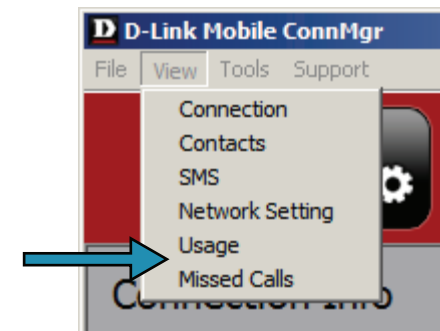 D D-Link Mobile ConnMgr
File View Tools Support
Connection
Contacts
SMS
Network Setting
Usage
Missed Calls
Connection Info